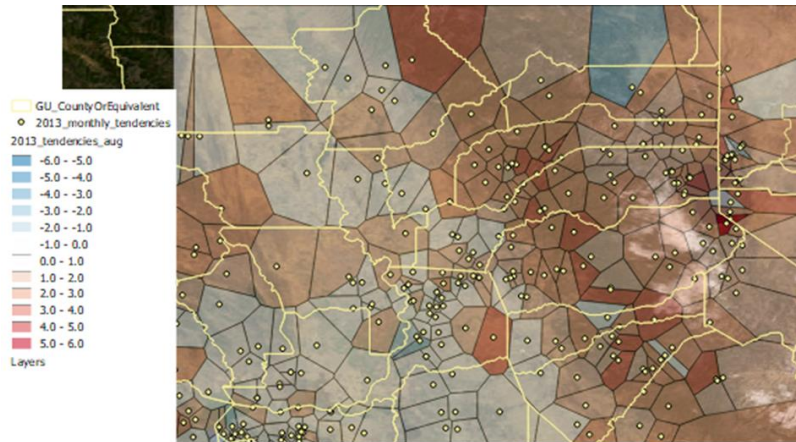 GU_CountyOrEquivalent
2013_monthly_tendencies
2013_tendencies_aug
-6.0 - -5.0
-5.0 - -4.0
-4.0 - -3.0
-3.0 - -2.0
-2.0 - -1.0
-1.0 - 0.0
0.0 - 1.0
1.0 - 2.0
2.0 - 3.0
3.0 - 4.0
4.0 - 5.0
5.0 - 6.0
Layers